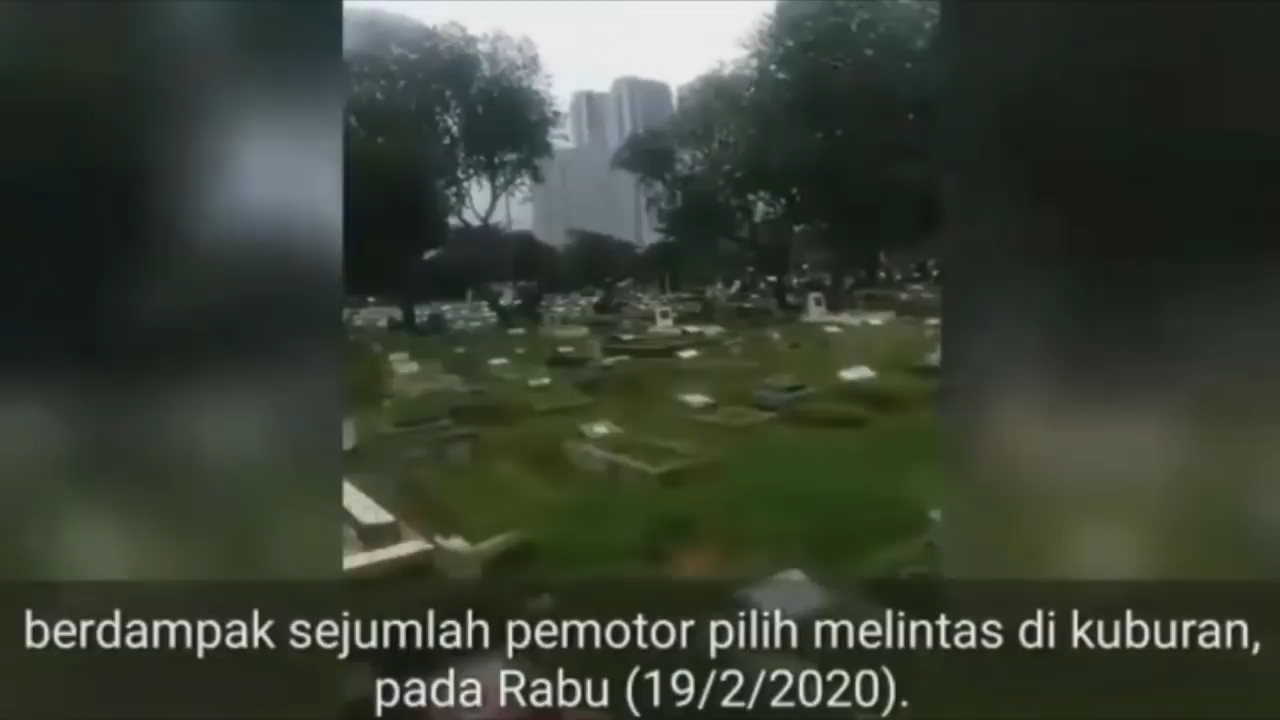 berdampak sejumlah pemotor pilih melintas di kuburan,
pada Rabu (19/2/2020).